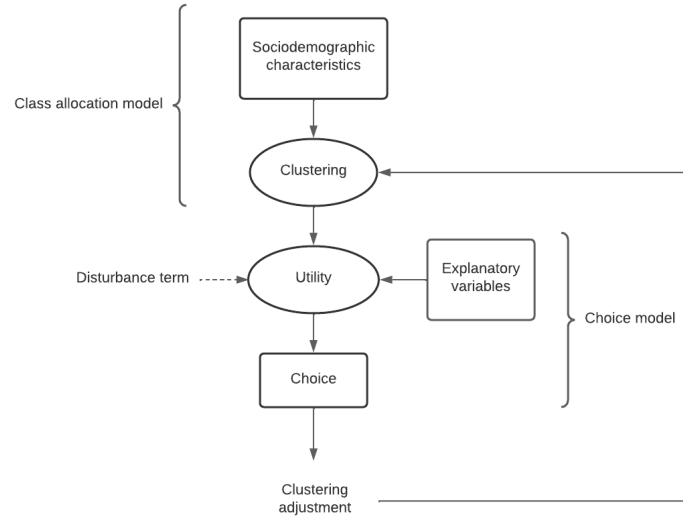 Sociodemographic
characteristics
Class allocation model
Clustering
Disturbance term
Utility
Explanatory
variables
Choice model
Choice
Clustering
adjustment